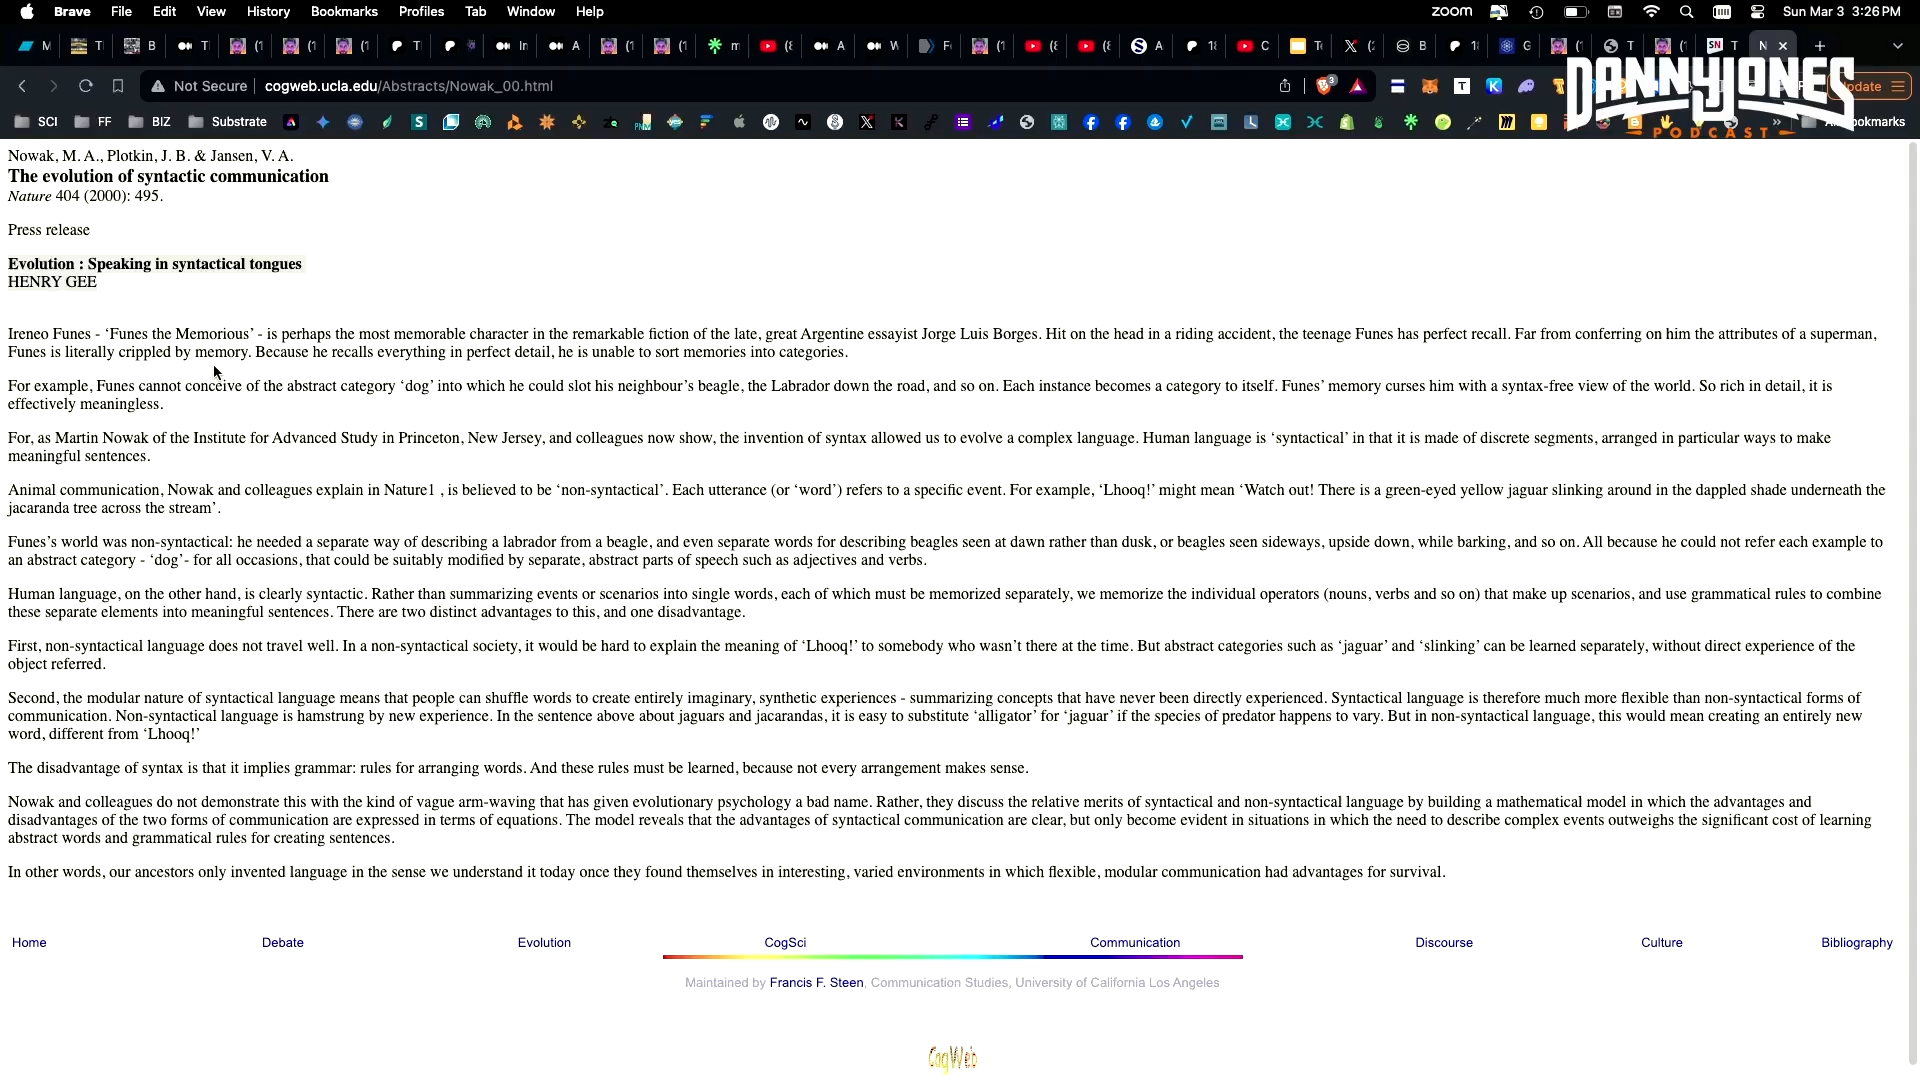 Brave File Edit View History Bookmarks Profiles Tab Window Help zoom Sun Mar 3 3:26 PM
Not Secure cogweb.ucla.edu/Abstracts/Nowak_00.html
DANNY JONES
PODCAST
SCI FF BIZ Substrate
Nowak, M. A., Plotkin, J. B. & Jansen, V. A.
The evolution of syntactic communication
Nature 404 (2000): 495.
Press release
Evolution : Speaking in syntactical tongues
HENRY GEE
Ireneo Funes - ‘Funes the Memorious’ - is perhaps the most memorable character in the remarkable fiction of the late, great Argentine essayist Jorge Luis Borges. Hit on the head in a riding accident, the teenage Funes has perfect recall. Far from conferring on him the attributes of a superman,
Funes is literally crippled by memory. Because he recalls everything in perfect detail, he is unable to sort memories into categories.
For example, Funes cannot conceive of the abstract category ‘dog’ into which he could slot his neighbour’s beagle, the Labrador down the road, and so on. Each instance becomes a category to itself. Funes’ memory curses him with a syntax-free view of the world. So rich in detail, it is
effectively meaningless.
For, as Martin Nowak of the Institute for Advanced Study in Princeton, New Jersey, and colleagues now show, the invention of syntax allowed us to evolve a complex language. Human language is ‘syntactical’ in that it is made of discrete segments, arranged in particular ways to make
meaningful sentences.
Animal communication, Nowak and colleagues explain in Nature1 , is believed to be ‘non-syntactical’. Each utterance (or ‘word’) refers to a specific event. For example, ‘Lhooq!’ might mean ‘Watch out! There is a green-eyed yellow jaguar slinking around in the dappled shade underneath the
jacaranda tree across the stream’.
Funes’s world was non-syntactical: he needed a separate way of describing a labrador from a beagle, and even separate words for describing beagles seen at dawn rather than dusk, or beagles seen sideways, upside down, while barking, and so on. All because he could not refer each example to
an abstract category - ‘dog’- for all occasions, that could be suitably modified by separate, abstract parts of speech such as adjectives and verbs.
Human language, on the other hand, is clearly syntactic. Rather than summarizing events or scenarios into single words, each of which must be memorized separately, we memorize the individual operators (nouns, verbs and so on) that make up scenarios, and use grammatical rules to combine
these separate elements into meaningful sentences. There are two distinct advantages to this, and one disadvantage.
First, non-syntactical language does not travel well. In a non-syntactical society, it would be hard to explain the meaning of ‘Lhooq!’ to somebody who wasn’t there at the time. But abstract categories such as ‘jaguar’ and ‘slinking’ can be learned separately, without direct experience of the
object referred.
Second, the modular nature of syntactical language means that people can shuffle words to create entirely imaginary, synthetic experiences - summarizing concepts that have never been directly experienced. Syntactical language is therefore much more flexible than non-syntactical forms of
communication. Non-syntactical language is hamstrung by new experience. In the sentence above about jaguars and jacarandas, it is easy to substitute ‘alligator’ for ‘jaguar’ if the species of predator happens to vary. But in non-syntactical language, this would mean creating an entirely new
word, different from ‘Lhooq!’
The disadvantage of syntax is that it implies grammar: rules for arranging words. And these rules must be learned, because not every arrangement makes sense.
Nowak and colleagues do not demonstrate this with the kind of vague arm-waving that has given evolutionary psychology a bad name. Rather, they discuss the relative merits of syntactical and non-syntactical language by building a mathematical model in which the advantages and
disadvantages of the two forms of communication are expressed in terms of equations. The model reveals that the advantages of syntactical communication are clear, but only become evident in situations in which the need to describe complex events outweighs the significant cost of learning
abstract words and grammatical rules for creating sentences.
In other words, our ancestors only invented language in the sense we understand it today once they found themselves in interesting, varied environments in which flexible, modular communication had advantages for survival.
Home Debate Evolution CogSci Communication Discourse Culture Bibliography
Maintained by Francis F. Steen, Communication Studies, University of California Los Angeles
CogWeb